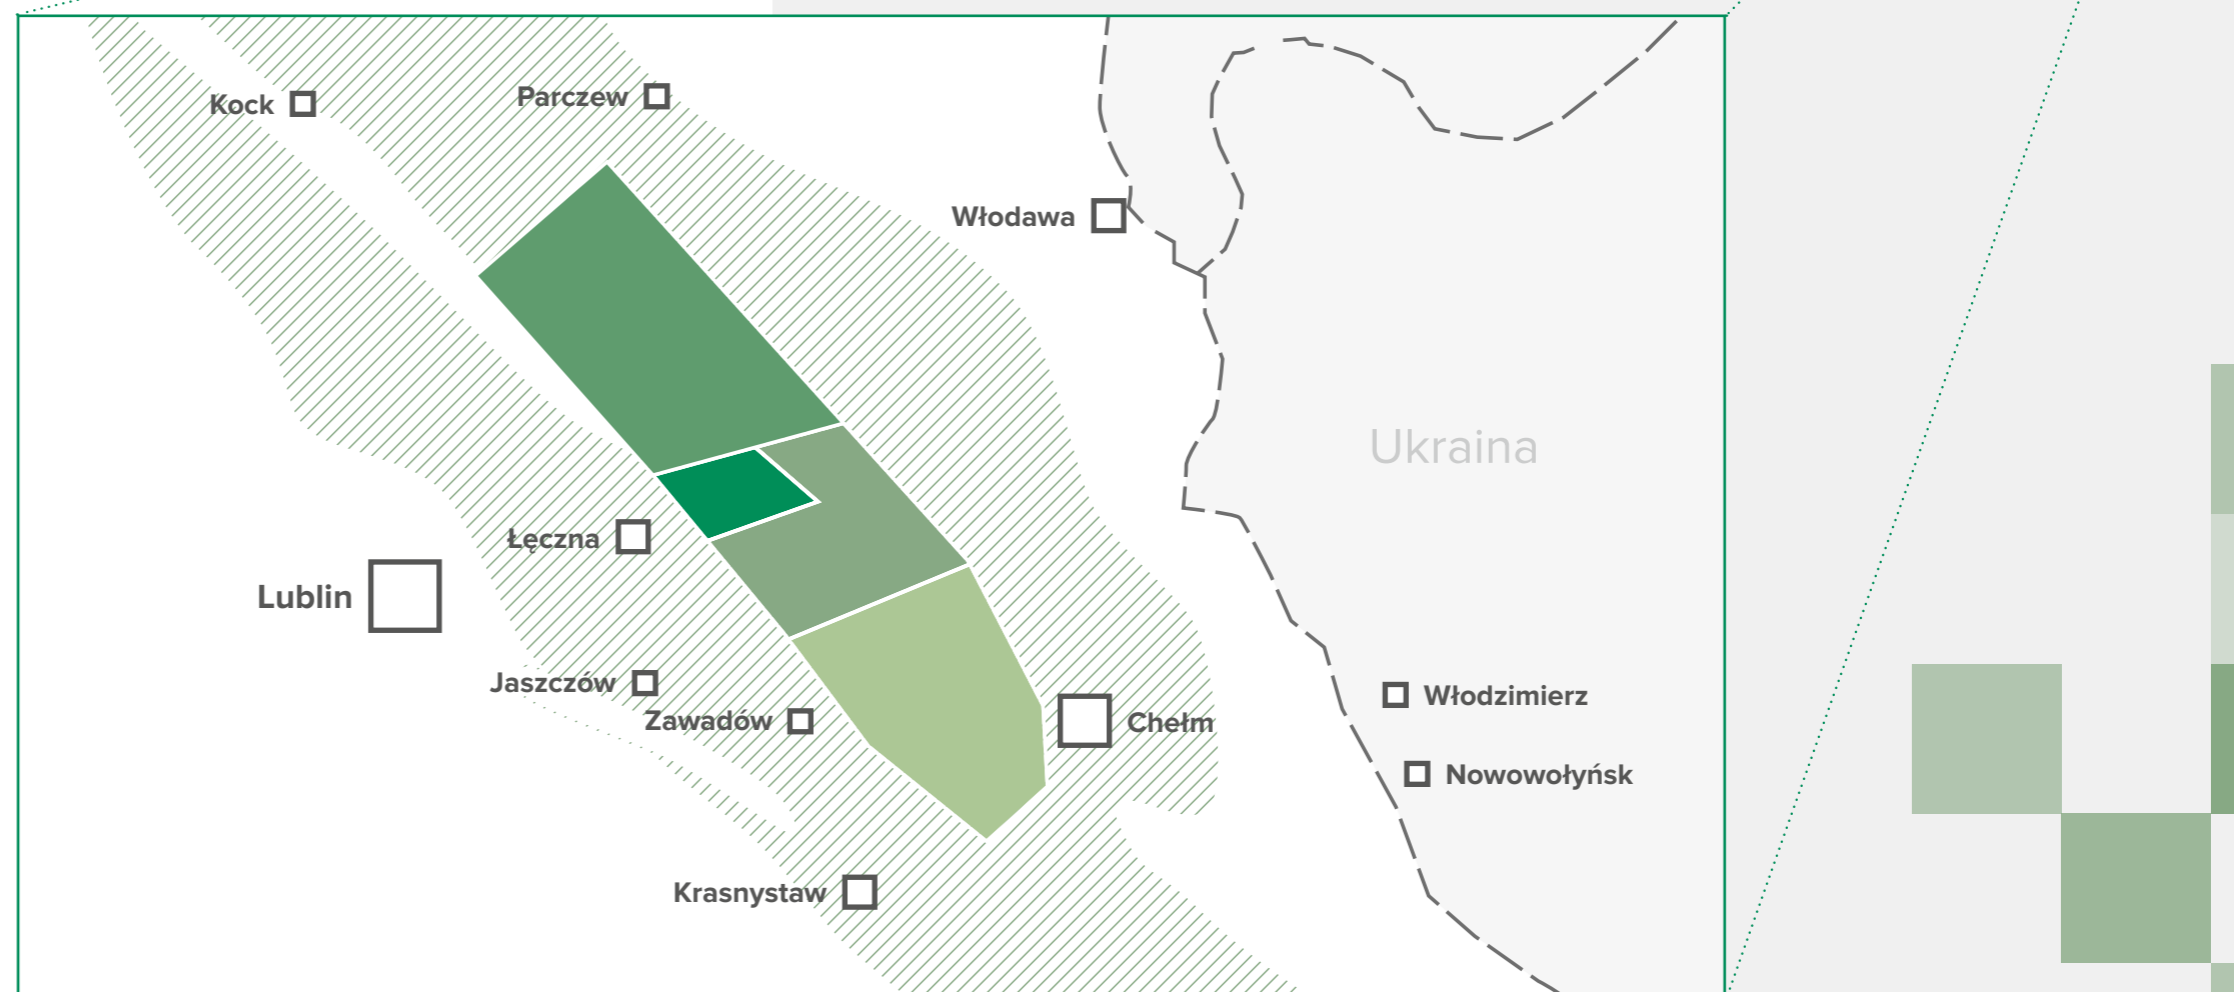 Kock
Parczew
Włodawa
Ukraina
Łęczna
Lublin
Jaszczów
Zawadów
Chełm
Włodzimierz
Nowowołyńsk
Krasnystaw